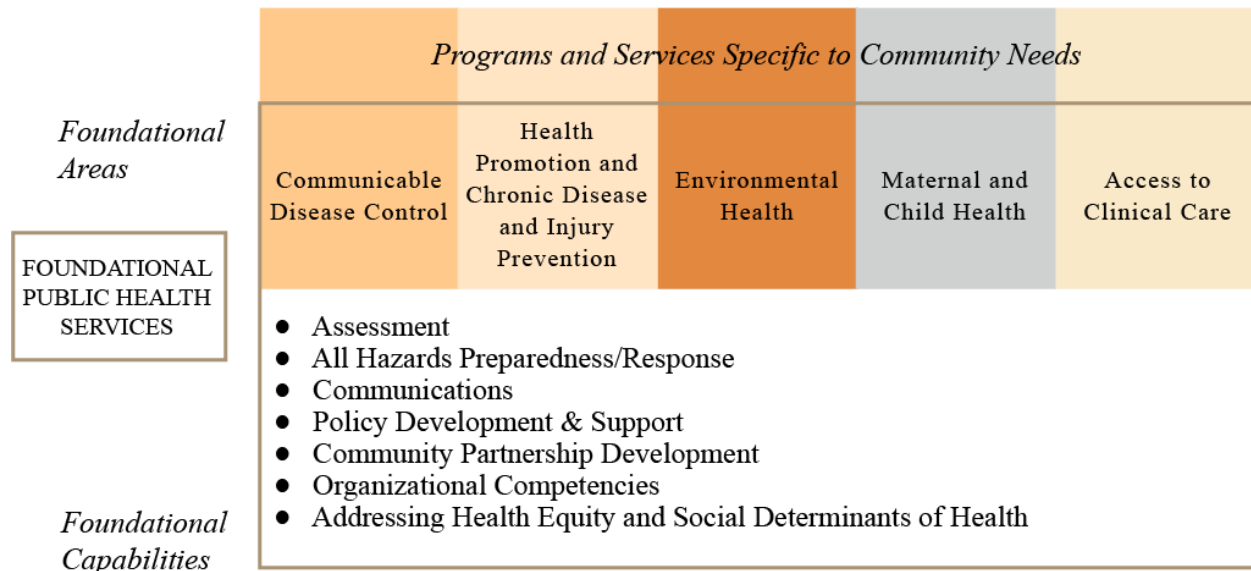 Programs and Services Specific to Community Needs
Foundational
Areas
Communicable
Disease Control
Health
Promotion and
Chronic Disease
and Injury
Prevention
Environmental
Health
Maternal and
Child Health
Access to
Clinical Care
FOUNDATIONAL
PUBLIC HEALTH
SERVICES
● Assessment
● All Hazards Preparedness/Response
● Communications
● Policy Development & Support
● Community Partnership Development
● Organizational Competencies
● Addressing Health Equity and Social Determinants of Health
Foundational
Capabilities